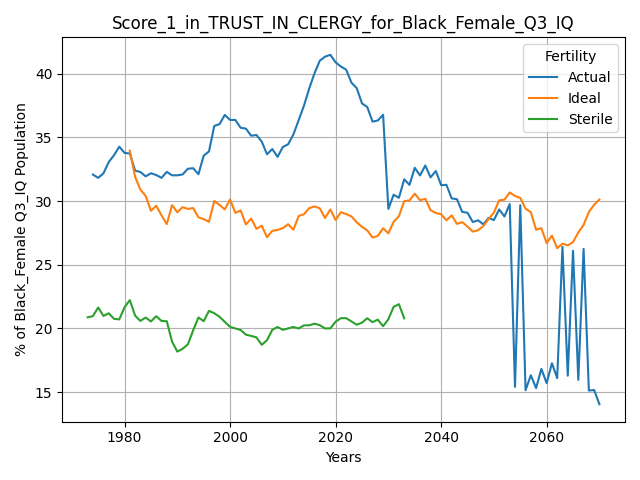 Score_1_in_TRUST_IN_CLERGY_for_Black_Female_Q3_IQ
Fertility
Actual
Ideal
Sterile
% of Black_Female Q3_IQ Population
40
35
30
25
20
15
1980
2000
2020
2040
2060
Years